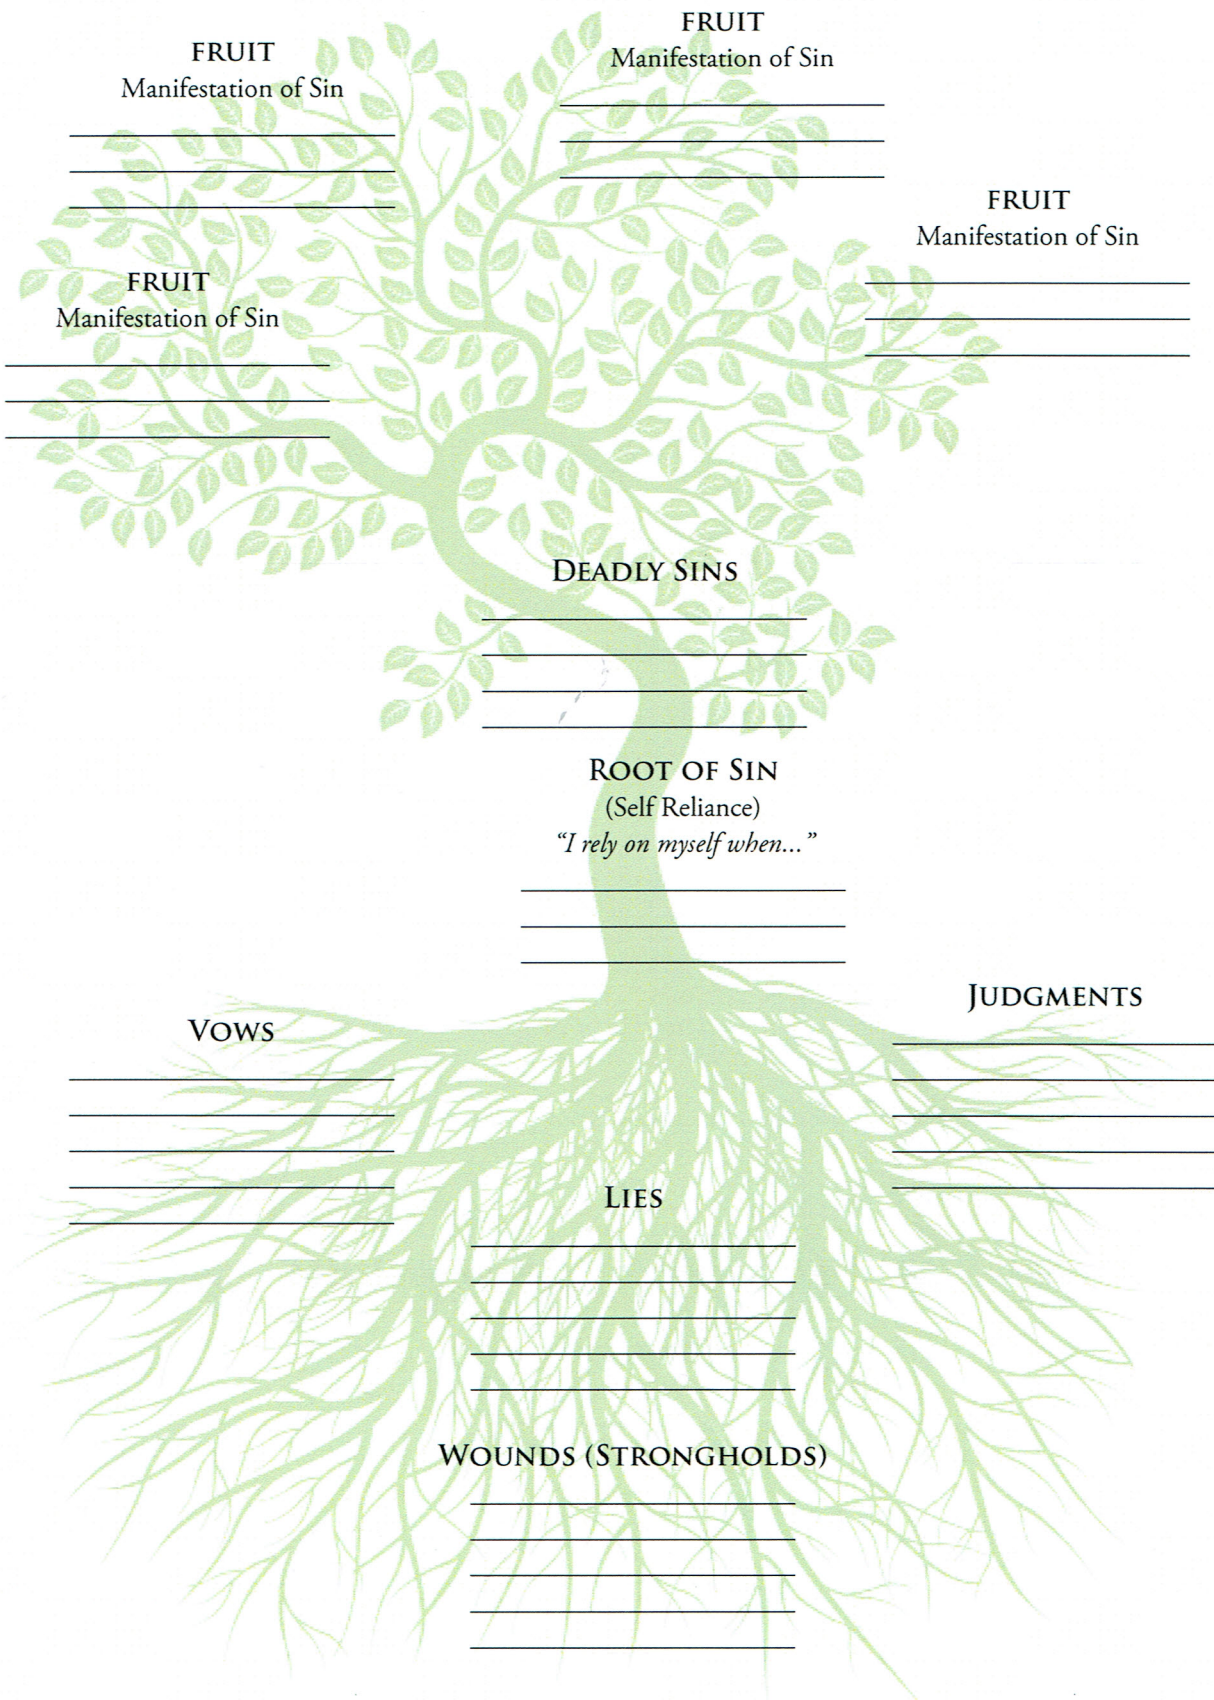 FRUIT
Manifestation of Sin
FRUIT
Manifestation of Sin
FRUIT
Manifestation of Sin
FRUIT
Manifestation of Sin
DEADLY SINS
ROOT OF SIN
(Self Reliance)
“I rely on myself when...”
JUDGMENTS
VOWS
LIES
WOUNDS (STRONGHOLDS)